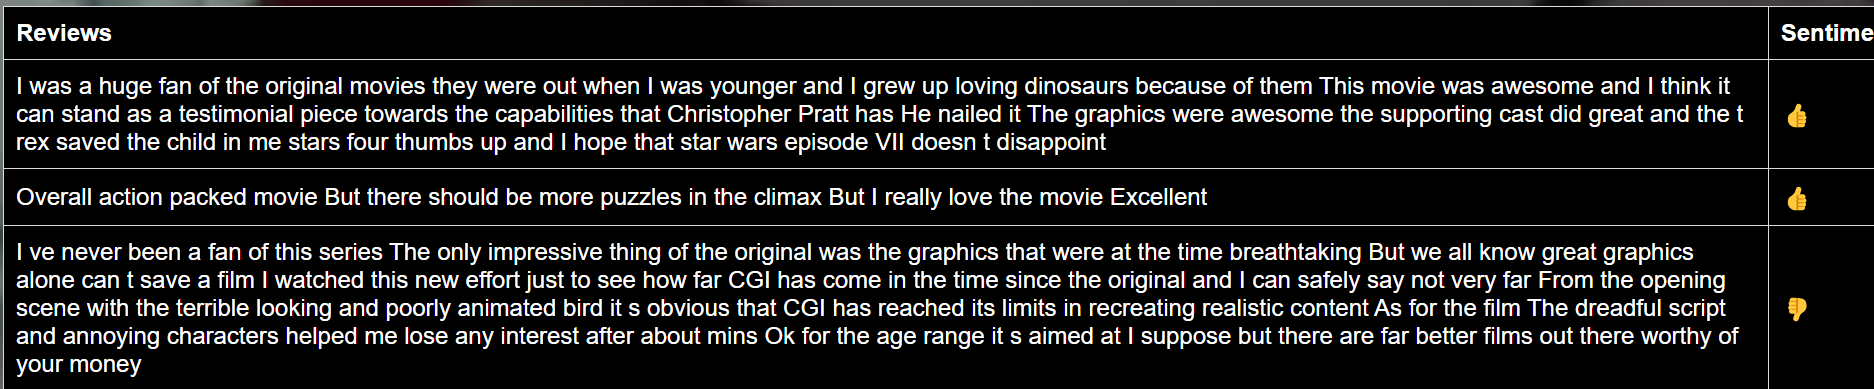 Reviews
Sentime
I was a huge fan of the original movies they were out when I was younger and I grew up loving dinosaurs because of them This movie was awesome and I think it
can stand as a testimonial piece towards the capabilities that Christopher Pratt has He nailed it The graphics were awesome the supporting cast did great and the t
rex saved the child in me stars four thumbs up and I hope that star wars episode VII doesn t disappoint
Overall action packed movie But there should be more puzzles in the climax But I really love the movie Excellent
I ve never been a fan of this series The only impressive thing of the original was the graphics that were at the time breathtaking But we all know great graphics
alone can t save a film I watched this new effort just to see how far CGI has come in the time since the original and I can safely say not very far From the opening
scene with the terrible looking and poorly animated bird it s obvious that CGI has reached its limits in recreating realistic content As for the film The dreadful script
and annoying characters helped me lose any interest after about mins Ok for the age range it s aimed at I suppose but there are far better films out there worthy of
your money